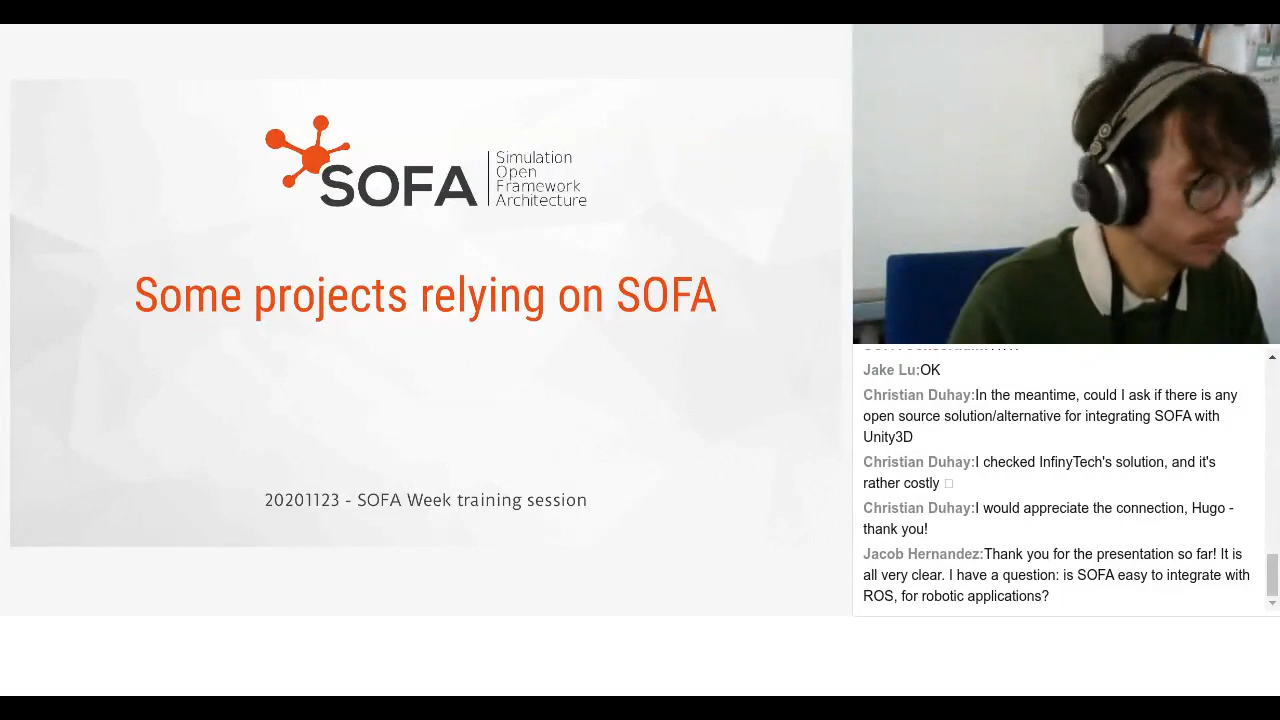 SOFA
Simulation
Open
Framework
Architecture
Some projects relying on SOFA
20201123 - SOFA Week training session
Jake Lu:OK
Christian Duhay:In the meantime, could I ask if there is any
open source solution/alternative for integrating SOFA with
Unity3D
Christian Duhay:I checked InfinyTech's solution, and it's
rather costly
Christian Duhay:I would appreciate the connection, Hugo -
thank you!
Jacob Hernandez:Thank you for the presentation so far! It is
all very clear. I have a question: is SOFA easy to integrate with
ROS, for robotic applications?